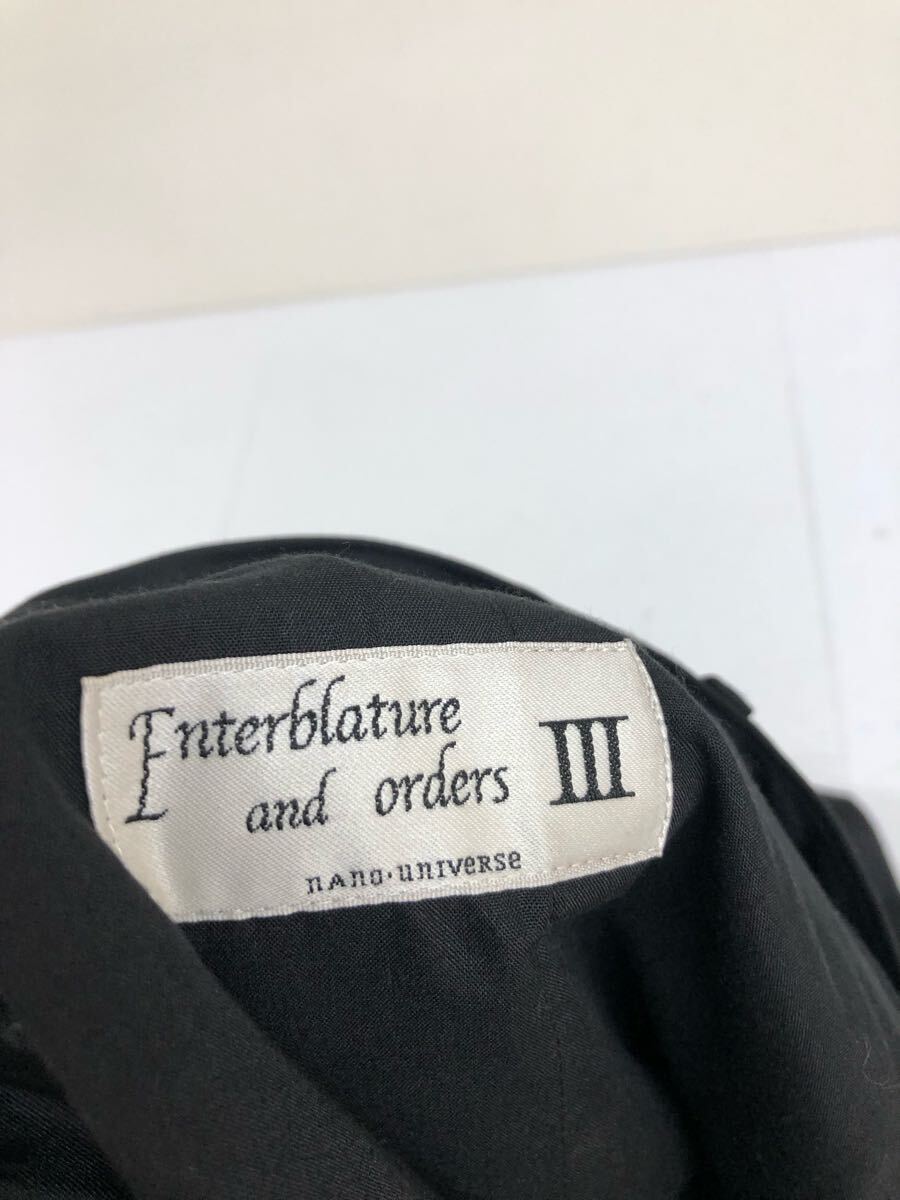 Enterblature
and orders III
nano·universe